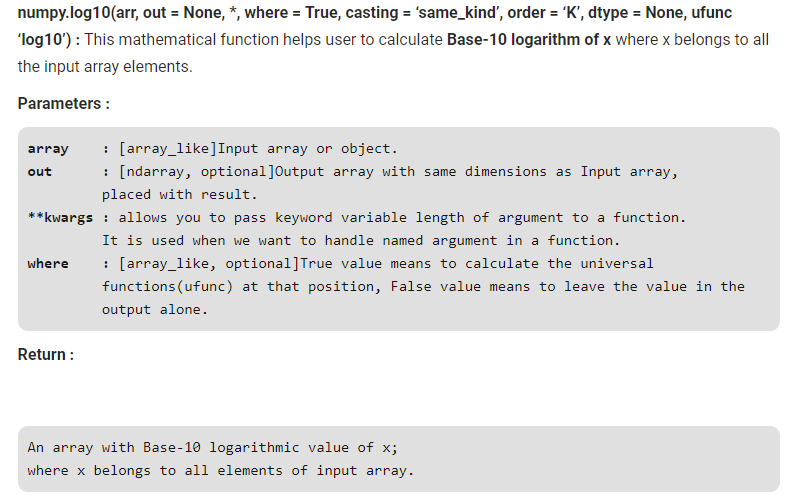 numpy.log10(arr, out = None, *, where = True, casting = ‘same_kind’, order = ‘K’, dtype = None, ufunc
‘log10’) : This mathematical function helps user to calculate Base-10 logarithm of x where x belongs to all
the input array elements.
Parameters :
array    : [array_like]Input array or object.
out      : [ndarray, optional]Output array with same dimensions as Input array,
placed with result.
**kwargs : allows you to pass keyword variable length of argument to a function.
It is used when we want to handle named argument in a function.
where    : [array_like, optional]True value means to calculate the universal
functions(ufunc) at that position, False value means to leave the value in the
output alone.
Return :
An array with Base-10 logarithmic value of x;
where x belongs to all elements of input array.